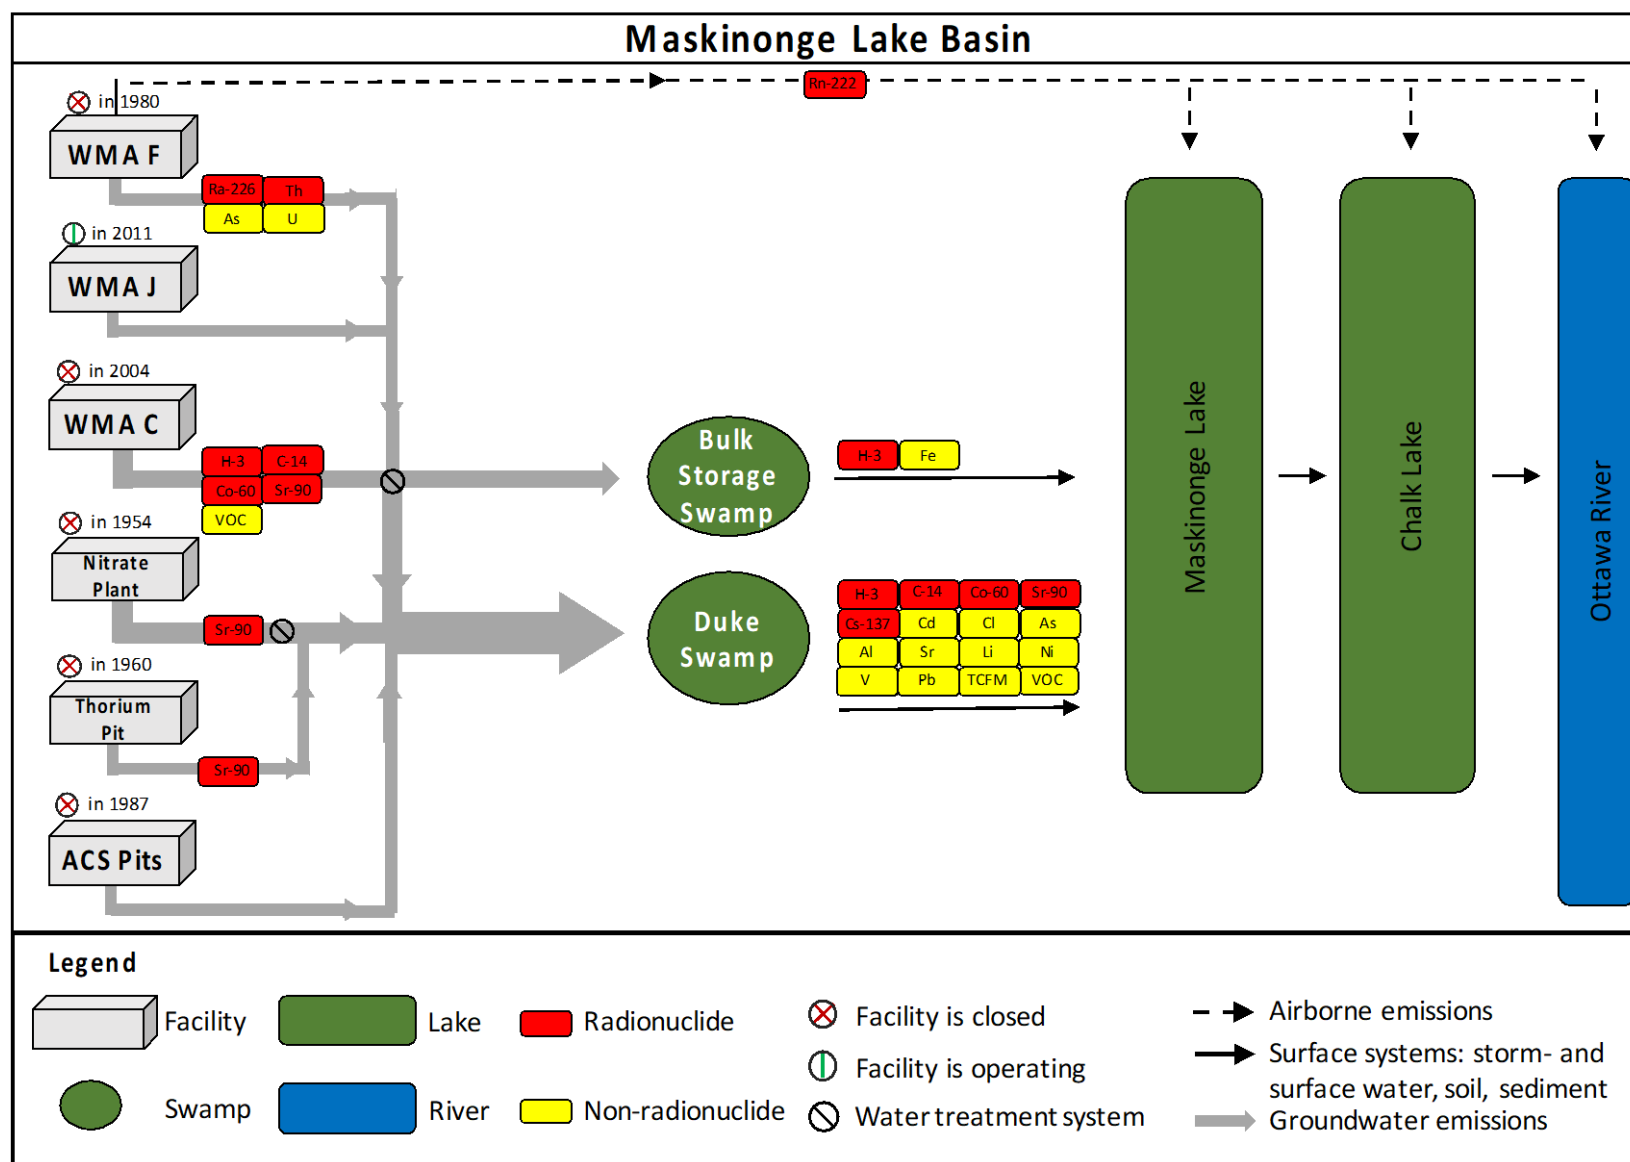 Maskinonge Lake Basin
Rn-222
in 1980
WMA F
Ra-226
Th
As
U
in 2011
WMA J
in 2004
WMA C
H-3
C-14
Co-60
Sr-90
VOC
in 1954
Nitrate
Plant
Sr-90
in 1960
Thorium
Pit
Sr-90
in 1987
ACS Pits
Bulk
Storage
Swamp
H-3
Fe
Duke
Swamp
H-3
C-14
Co-60
Sr-90
Cs-137
Cd
Cl
As
Al
Sr
Li
Ni
V
Pb
TCFM
VOC
Maskinonge Lake
Chalk Lake
Ottawa River
Legend
Facility
Lake
Radionuclide
Facility is closed
Airborne emissions
Facility is operating
Surface systems: storm- and
surface water, soil, sediment
Swamp
River
Non-radionuclide
Water treatment system
Groundwater emissions